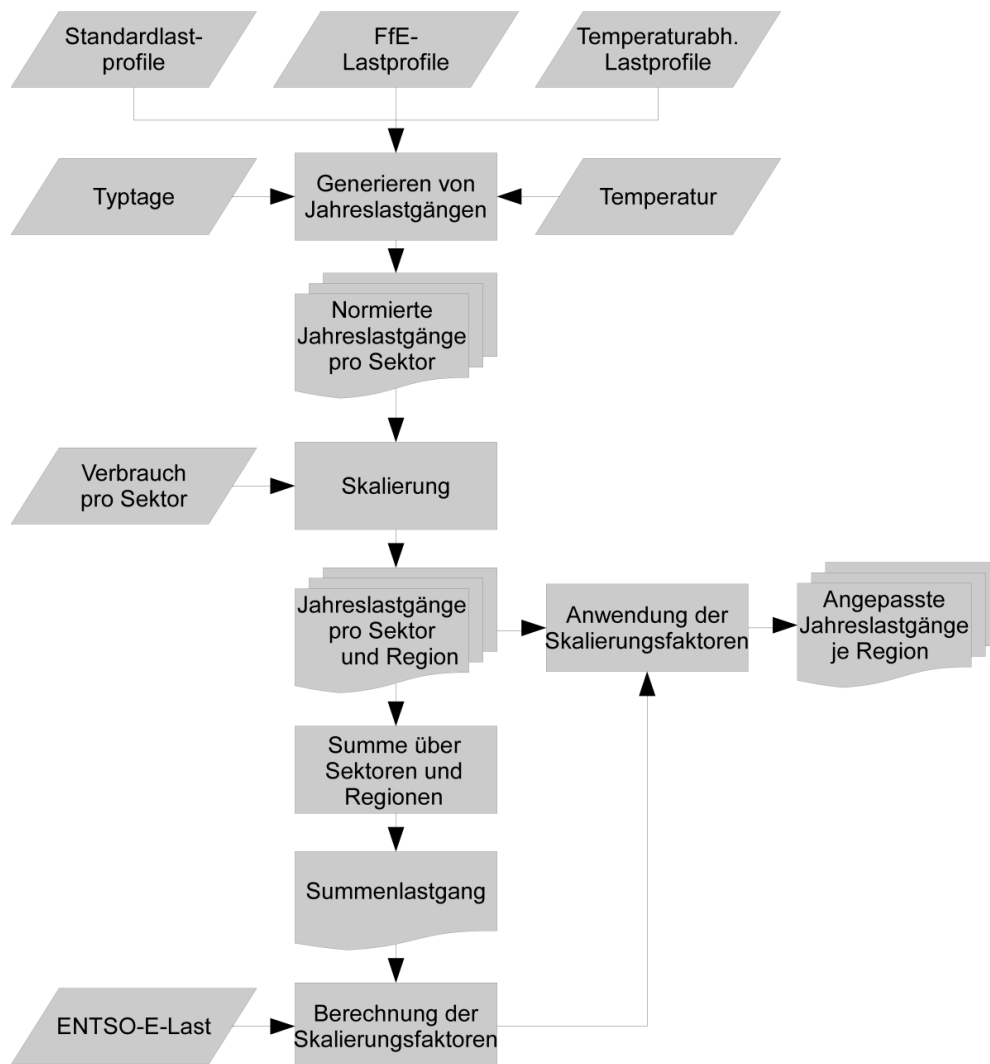 Standardlast-
profile
FfE-
Lastprofile
Temperaturabh.
Lastprofile
Typtage
Generieren von
Jahreslastgängen
Temperatur
Normierte
Jahreslastgänge
pro Sektor
Verbrauch
pro Sektor
Skalierung
Jahreslastgänge
pro Sektor
und Region
Anwendung der
Skalierungsfaktoren
Angepasste
Jahreslastgänge
je Region
Summe über
Sektoren und
Regionen
Summenlastgang
ENTSO-E-Last
Berechnung der
Skalierungsfaktoren